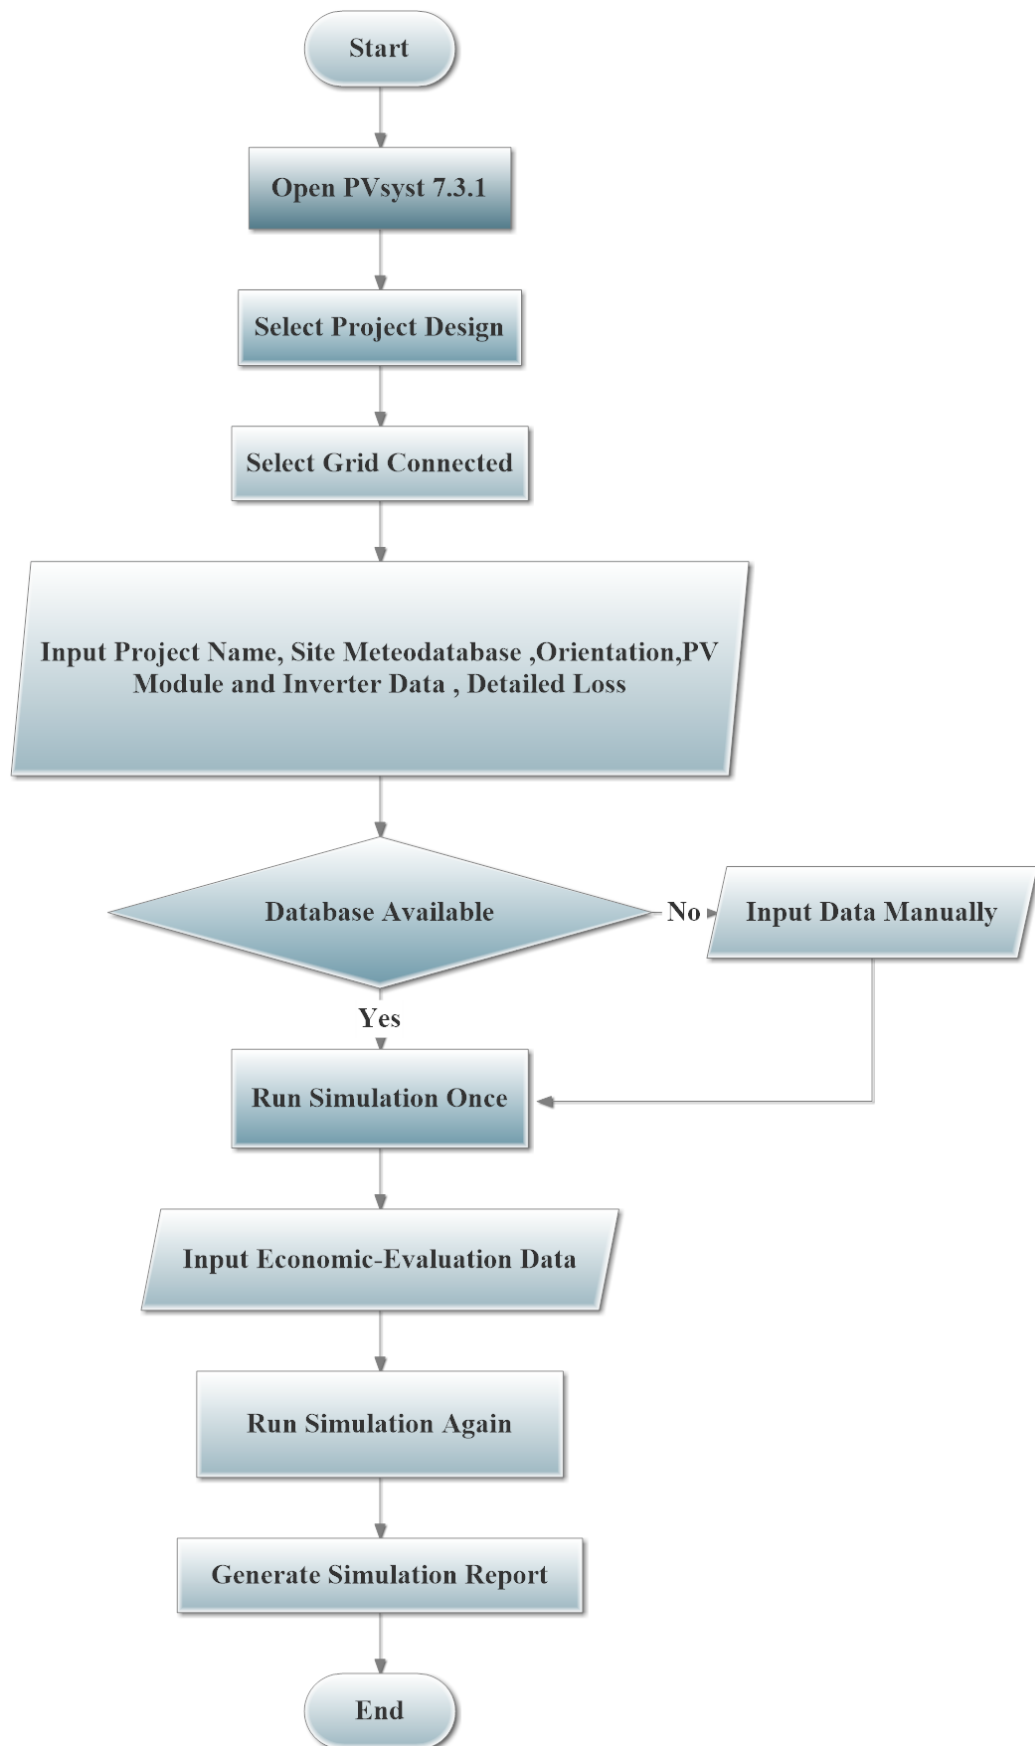 Start
Open PVsyst 7.3.1
Select Project Design
Select Grid Connected
Input Project Name, Site Meteodatabase ,Orientation,PV
Module and Inverter Data , Detailed Loss
Database Available
No
Input Data Manually
Yes
Run Simulation Once
Input Economic-Evaluation Data
Run Simulation Again
Generate Simulation Report
End